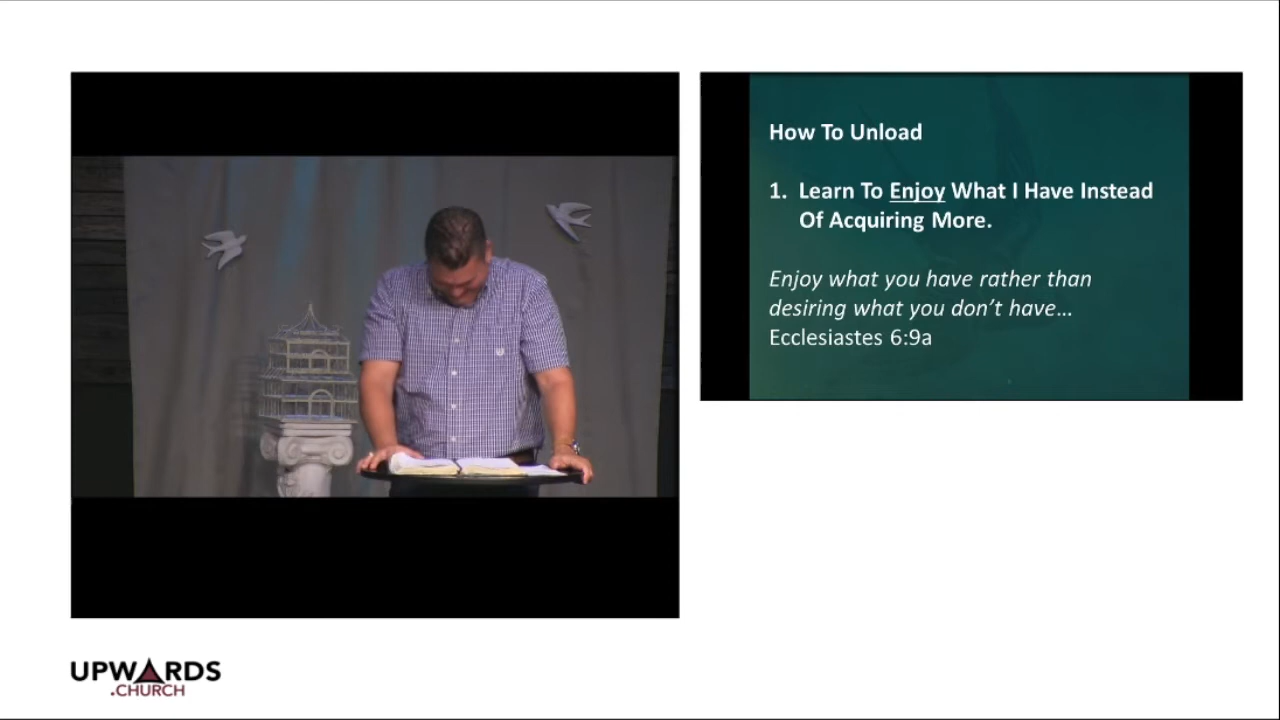 How To Unload
1. Learn To Enjoy What I Have Instead
Of Acquiring More.
Enjoy what you have rather than
desiring what you don’t have…
Ecclesiastes 6:9a
UPWARDS
.CHURCH